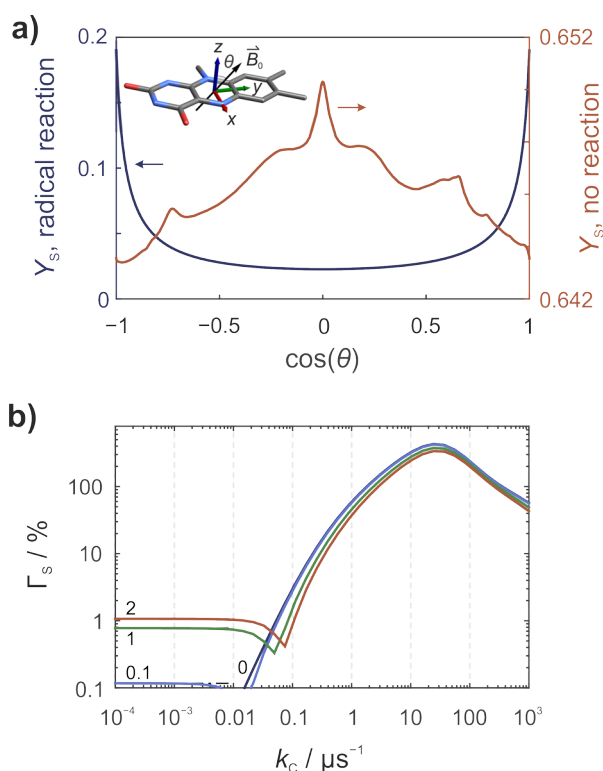 a)
0.2
0.1
0
Y_S, radical reaction
0.652
0.642
Y_S, no reaction
z
θ
B_0
y
x
-1
-0.5
0
0.5
1
cos(θ)
b)
100
10
1
0.1
Γ_S / %
2
1
0.1
0
10⁻⁴
10⁻³
0.01
0.1
1
10
100
10³
k_C / μs⁻¹